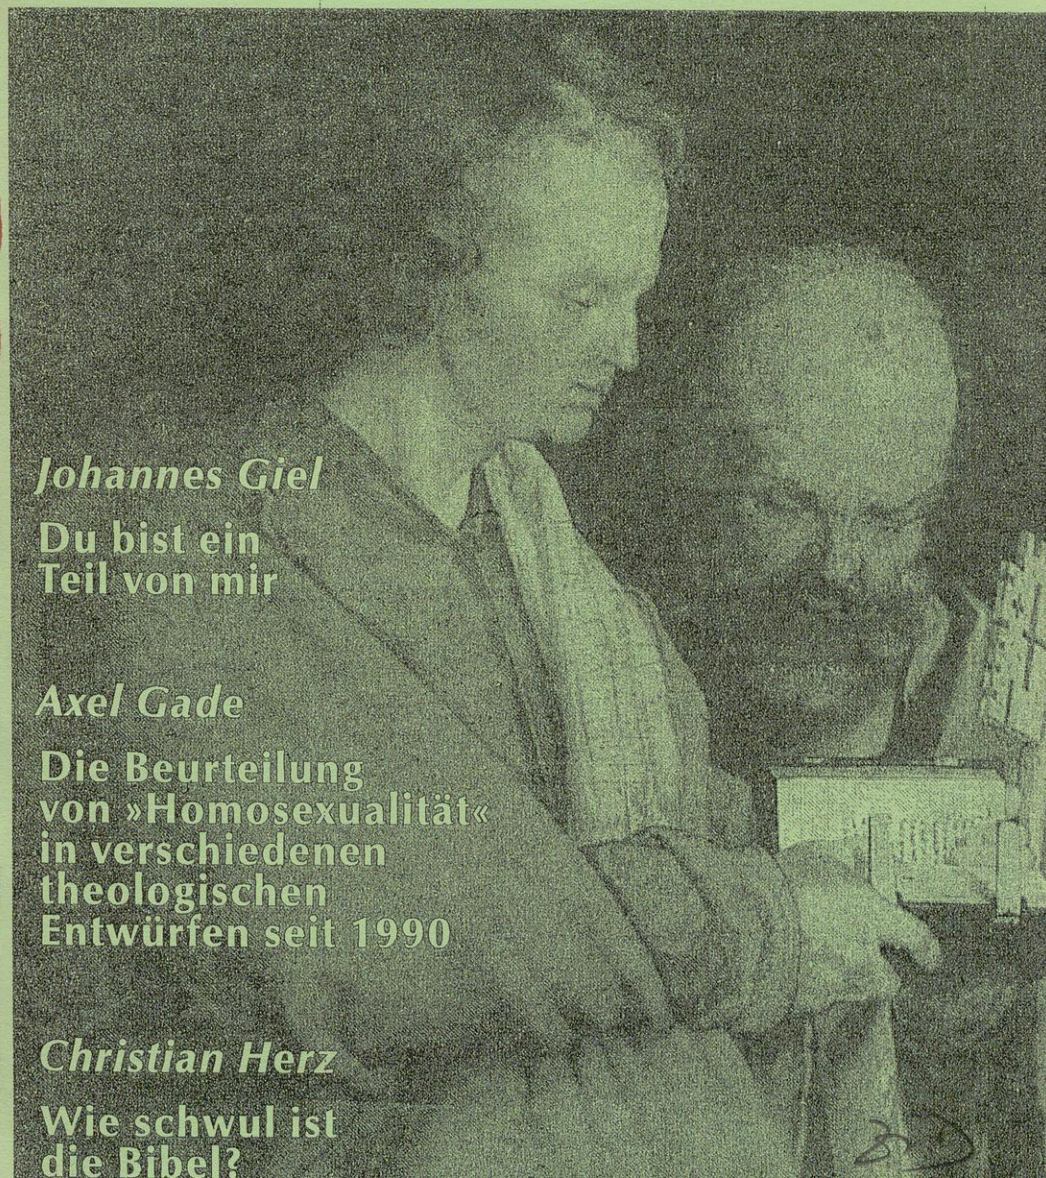 Johannes Giel
Du bist ein
Teil von mir
Axel Gade
Die Beurteilung
von »Homosexualität«
in verschiedenen
theologischen
Entwürfen seit 1990
Christian Herz
Wie schwul ist
die Bibel?